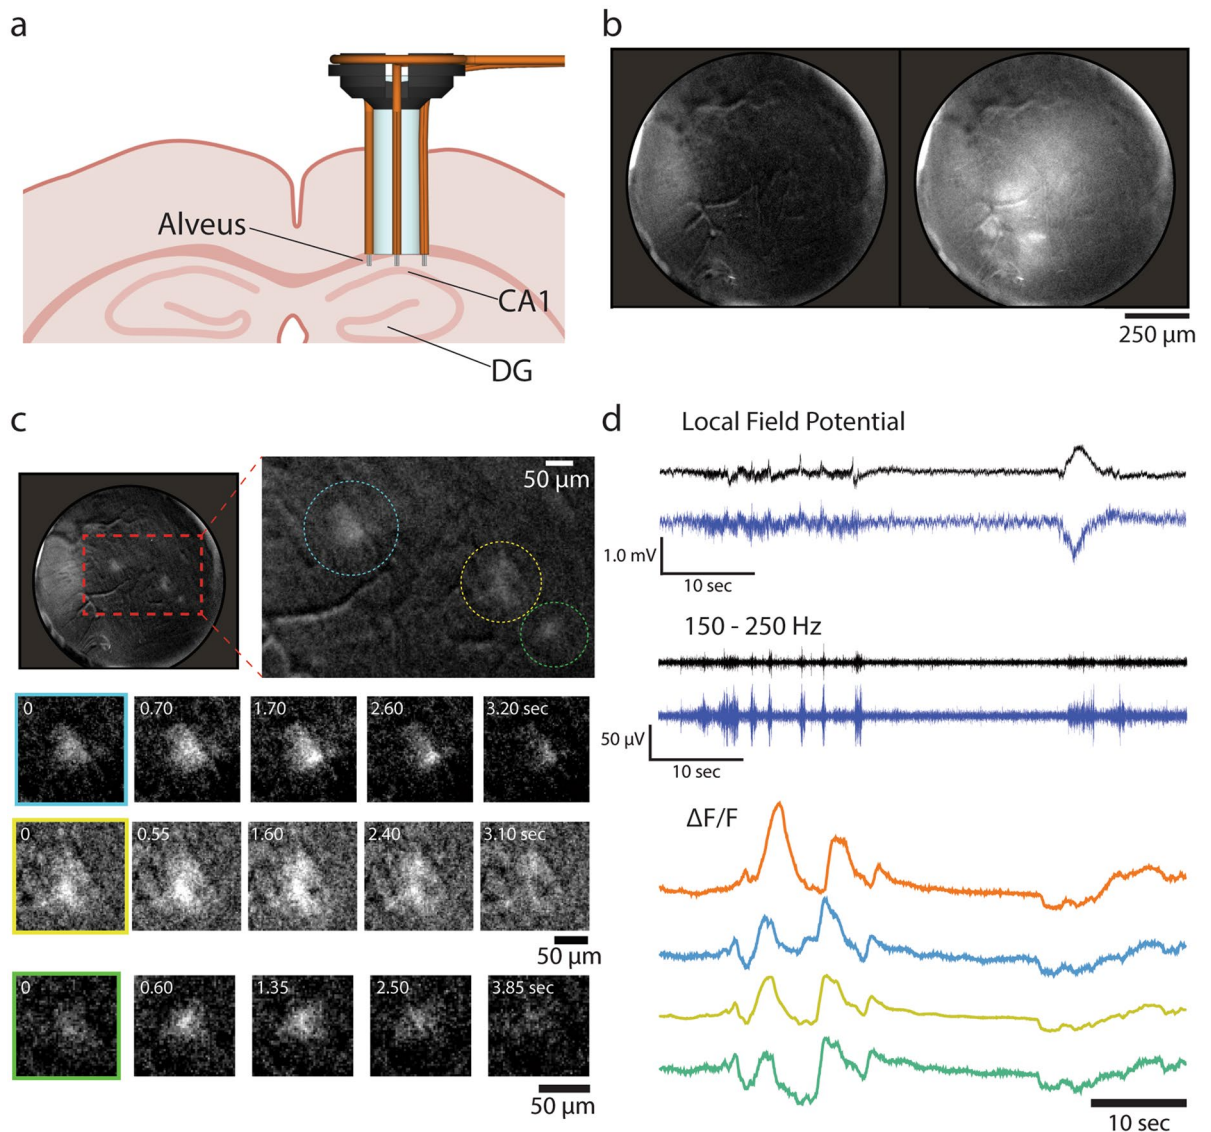 a
Alveus
CA1
DG
b
250 μm
c
50 μm
0
0.70
1.70
2.60
3.20 sec
0
0.55
1.60
2.40
3.10 sec
50 μm
0
0.60
1.35
2.50
3.85 sec
50 μm
d
Local Field Potential
1.0 mV
10 sec
150 - 250 Hz
50 μV
10 sec
ΔF/F
10 sec